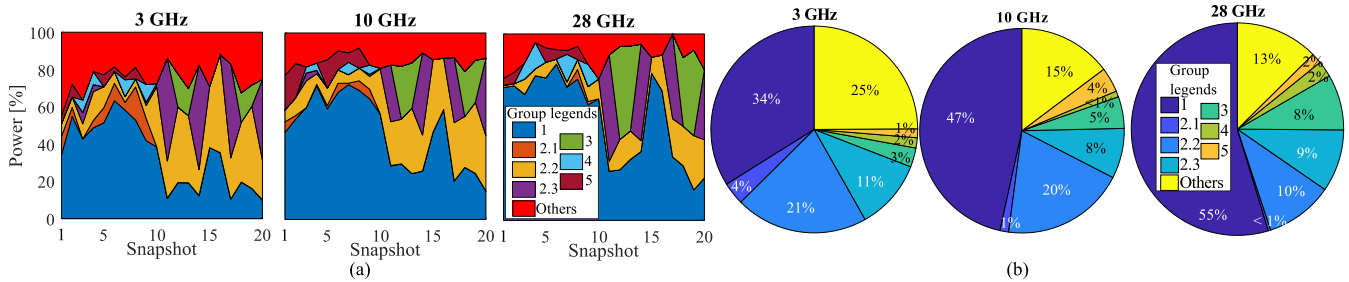 3 GHz
10 GHz
28 GHz
Power [%]
100
80
60
40
20
0
1 5 10 15 20
Snapshot
1 5 10 15 20
Snapshot
1 5 10 15 20
Snapshot
Group legends
1
2.1
2.2
2.3
3
4
5
Others
(a)
3 GHz
34%
25%
1%
2%
3%
11%
21%
4%
10 GHz
47%
15%
4%
<1%
5%
8%
20%
1%
28 GHz
Group
legends
1
2.1
2.2
2.3
3
4
5
Others
13%
2%
2%
8%
9%
10%
< 1%
55%
(b)